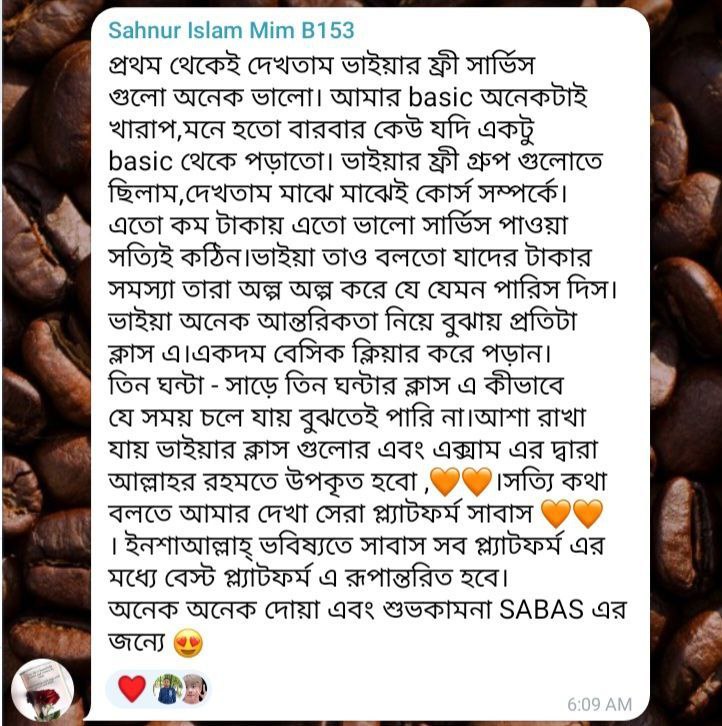 Sahnur Islam Mim B153
প্রথম থেকেই দেখতাম ভাইয়ার ফ্রী সার্ভিস
গুলো অনেক ভালো। আমার basic অনেকটাই
খারাপ,মনে হতো বারবার কেউ যদি একটু
basic থেকে পড়াতো। ভাইয়ার ফ্রী গ্রুপ গুলোতে
ছিলাম,দেখতাম মাঝে মাঝেই কোর্স সম্পর্কে।
এতো কম টাকায় এতো ভালো সার্ভিস পাওয়া
সত্যিই কঠিন।ভাইয়া তাও বলতো যাদের টাকার
সমস্যা তারা অল্প অল্প করে যে যেমন পারিস দিস।
ভাইয়া অনেক আন্তরিকতা নিয়ে বুঝায় প্রতিটা
ক্লাস এ।একদম বেসিক ক্লিয়ার করে পড়ান।
তিন ঘন্টা - সাড়ে তিন ঘন্টার ক্লাস এ কীভাবে
যে সময় চলে যায় বুঝতেই পারি না।আশা রাখা
যায় ভাইয়ার ক্লাস গুলোর এবং এক্সাম এর দ্বারা
আল্লাহর রহমতে উপকৃত হবো ,🧡🧡।সত্যি কথা
বলতে আমার দেখা সেরা প্ল্যাটফর্ম সাবাস 🧡🧡
। ইনশাআল্লাহ্ ভবিষ্যতে সাবাস সব প্ল্যাটফর্ম এর
মধ্যে বেস্ট প্ল্যাটফর্ম এ রূপান্তরিত হবে।
অনেক অনেক দোয়া এবং শুভকামনা SABAS এর
জন্যে 😍
6:09 AM